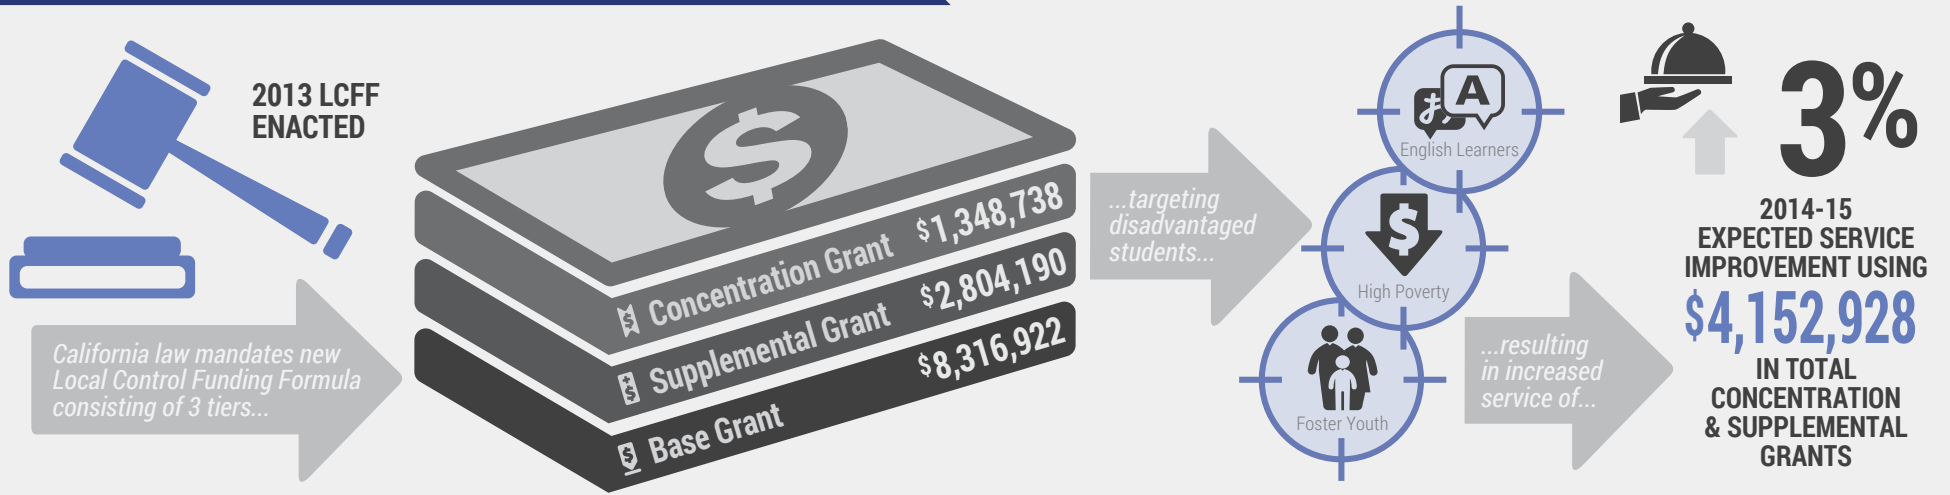 2013 LCFF
ENACTED
California law mandates new
Local Control Funding Formula
consisting of 3 tiers...
$
$ Concentration Grant $1,348,738
$ Supplemental Grant $2,804,190
$ Base Grant $8,316,922
...targeting
disadvantaged
students...
あ A
English Learners
$
High Poverty
Foster Youth
...resulting
in increased
service of...
3%
2014-15
EXPECTED SERVICE
IMPROVEMENT USING
$4,152,928
IN TOTAL
CONCENTRATION
& SUPPLEMENTAL
GRANTS